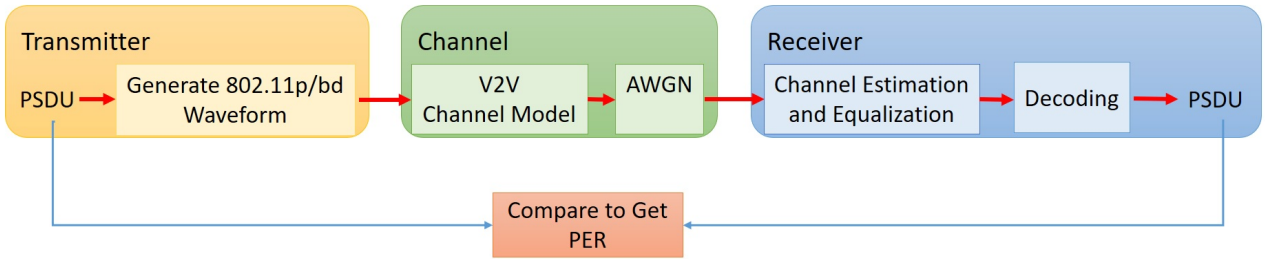 Transmitter
PSDU
Generate 802.11p/bd
Waveform
Channel
V2V
Channel Model
AWGN
Receiver
Channel Estimation
and Equalization
Decoding
PSDU
Compare to Get
PER